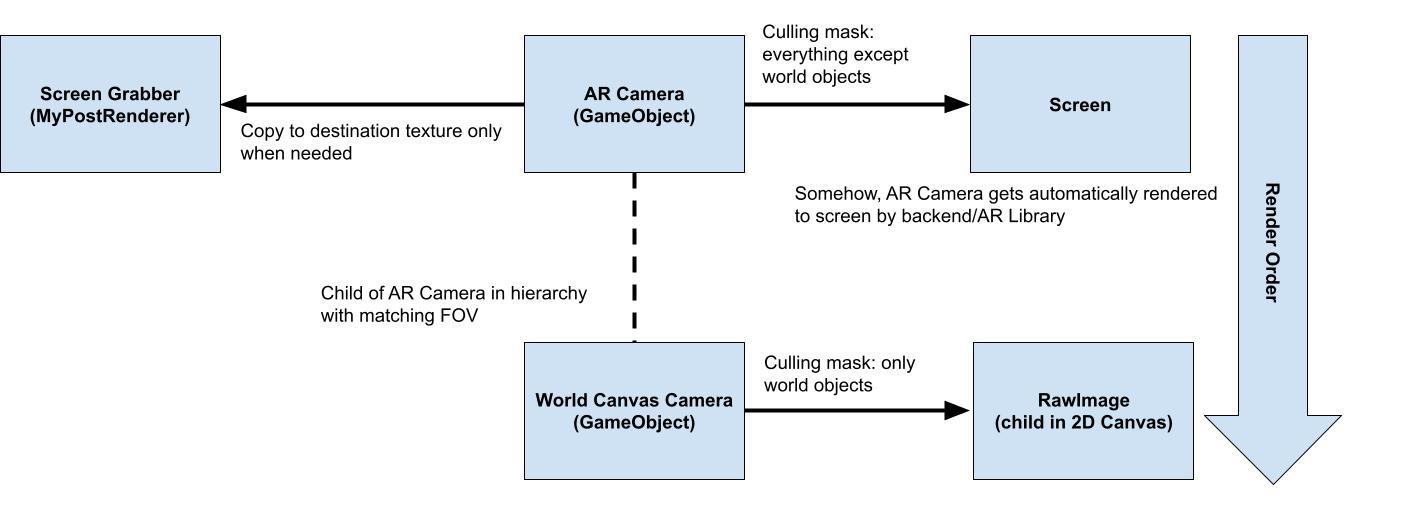 Screen Grabber
(MyPostRenderer)
Copy to destination texture only
when needed
AR Camera
(GameObject)
Culling mask:
everything except
world objects
Screen
Somehow, AR Camera gets automatically rendered
to screen by backend/AR Library
Render Order
Child of AR Camera in hierarchy
with matching FOV
World Canvas Camera
(GameObject)
Culling mask: only
world objects
RawImage
(child in 2D Canvas)